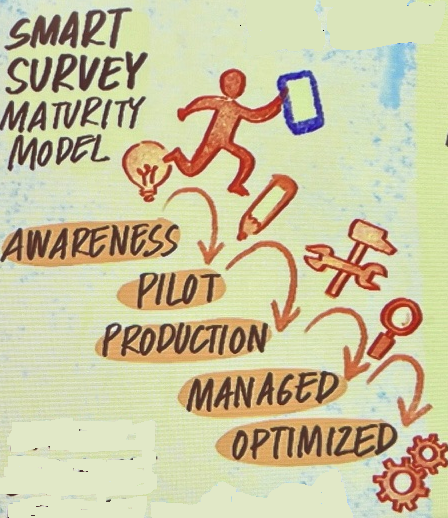 SMART
SURVEY
MATURITY
MODEL
AWARENESS
PILOT
PRODUCTION
MANAGED
OPTIMIZED